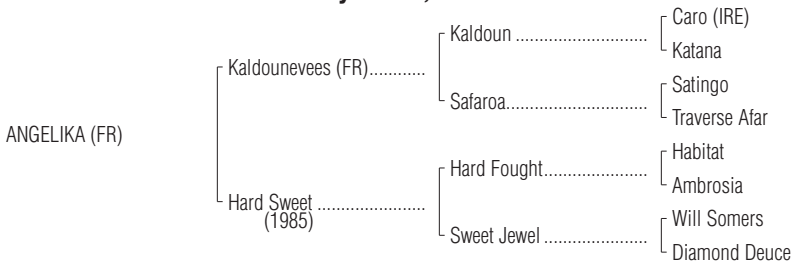 Caro (IRE)
Kaldoun ..............................
Katana
Kaldounevees (FR)............
Satingo
Safaroa................................
Traverse Afar
ANGELIKA (FR)
Habitat
Hard Fought.......................
Ambrosia
Hard Sweet .........................
(1985)
Will Somers
Sweet Jewel .......................
Diamond Deuce